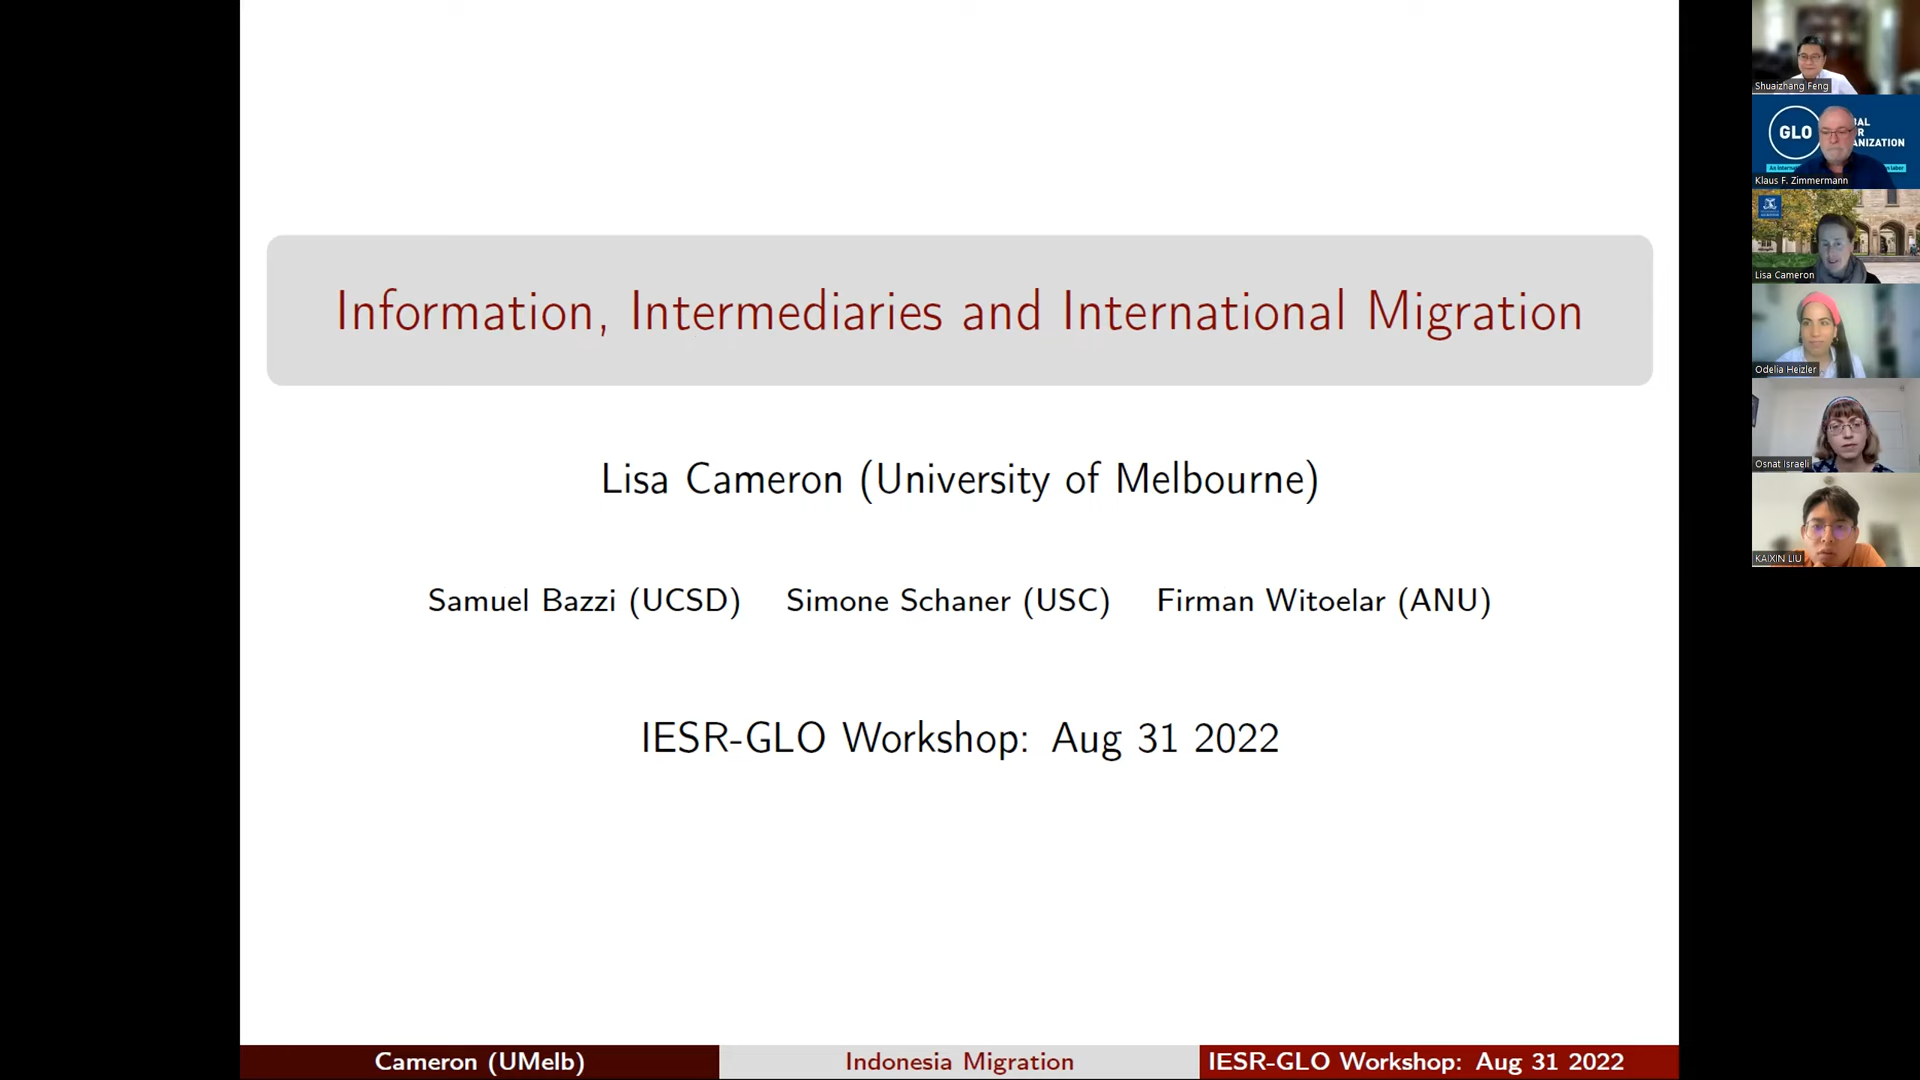 Information, Intermediaries and International Migration
Lisa Cameron (University of Melbourne)
Samuel Bazzi (UCSD) Simone Schaner (USC) Firman Witoelar (ANU)
IESR-GLO Workshop: Aug 31 2022
Cameron (UMelb)
Indonesia Migration
IESR-GLO Workshop: Aug 31 2022
Shuaizhang Feng
GLO
ANIZATION
Klaus F. Zimmermann
Lisa Cameron
Odelia Heizler
Osnat Israeli
KAIXIN LIU